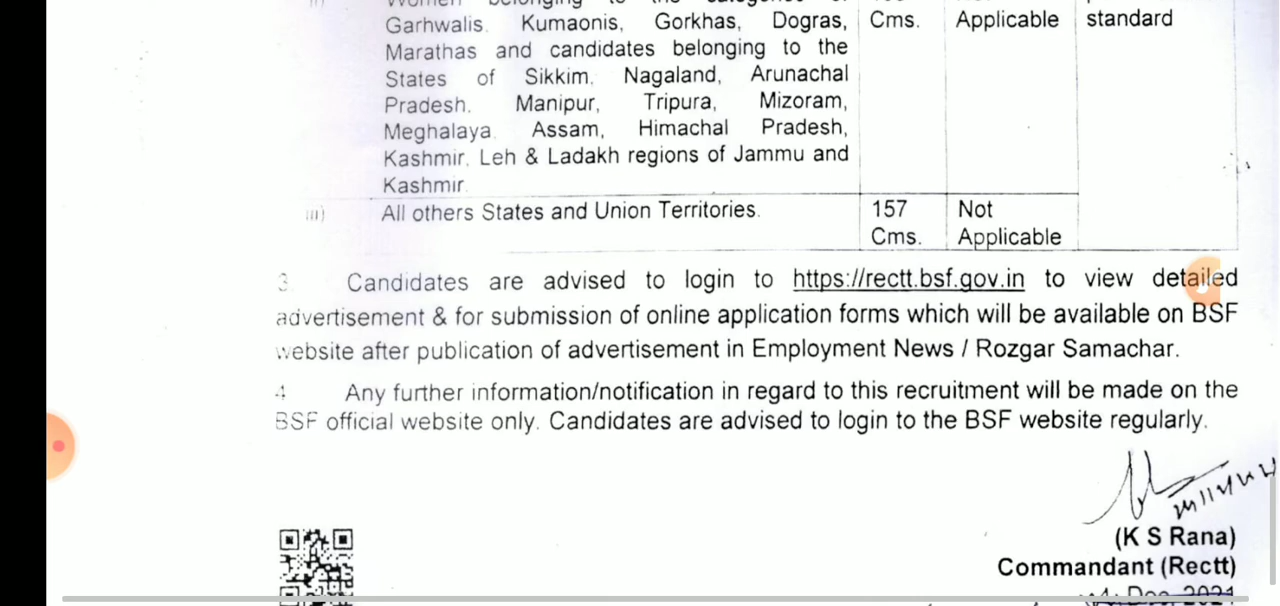 Garhwalis, Kumaonis, Gorkhas, Dogras, Cms. Applicable standard
Marathas and candidates belonging to the
States of Sikkim, Nagaland, Arunachal
Pradesh, Manipur, Tripura, Mizoram,
Meghalaya, Assam, Himachal Pradesh,
Kashmir, Leh & Ladakh regions of Jammu and
Kashmir.
iii) All others States and Union Territories. 157 Not
Cms. Applicable
3. Candidates are advised to login to https://rectt.bsf.gov.in to view detailed
advertisement & for submission of online application forms which will be available on BSF
website after publication of advertisement in Employment News / Rozgar Samachar.
4. Any further information/notification in regard to this recruitment will be made on the
BSF official website only. Candidates are advised to login to the BSF website regularly.
(K S Rana)
Commandant (Rectt)
Dec, 2021